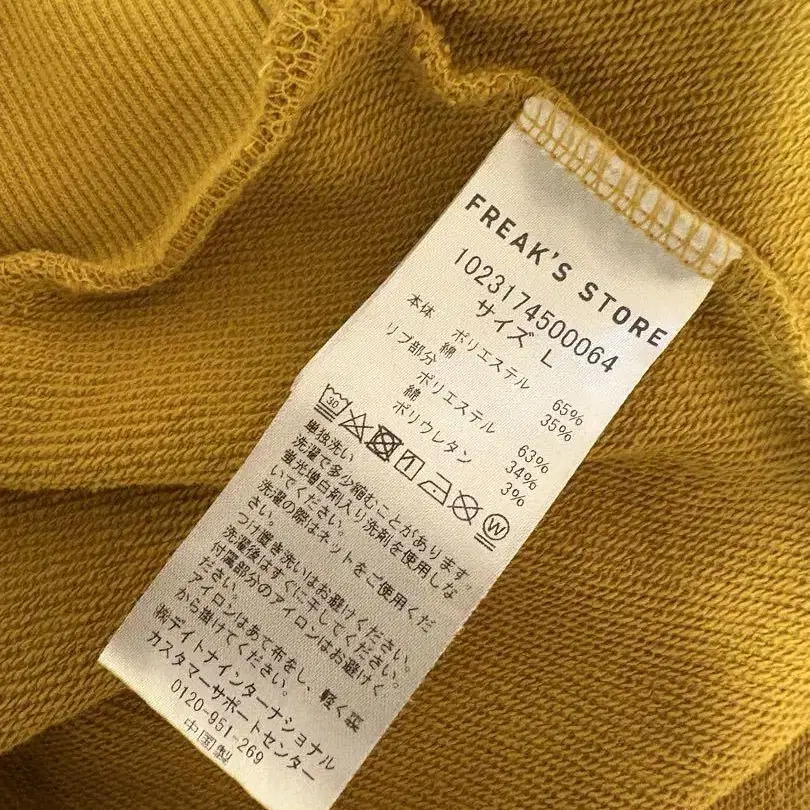 FREAK'S STORE
1023174500064
サイズ L
本体 ポリエステル 65%
綿 35%
リブ部分 ポリエステル 63%
綿 34%
ポリウレタン 3%
30
W
単独洗い
洗濯で多少縮むことがあります。
蛍光増白剤入り洗剤を使用しな
いでください。
洗濯の際はネットをご使用くだ
さい。
つけ置き洗いはお避けください。
洗濯後はすぐに干してください。
付属部分のアイロンはお避けく
ださい。
アイロンはあて布をし、軽く裏
から掛けてください。
㈱デイトナインターナショナル
カスタマーサポートセンター
0120-951-269
中国製